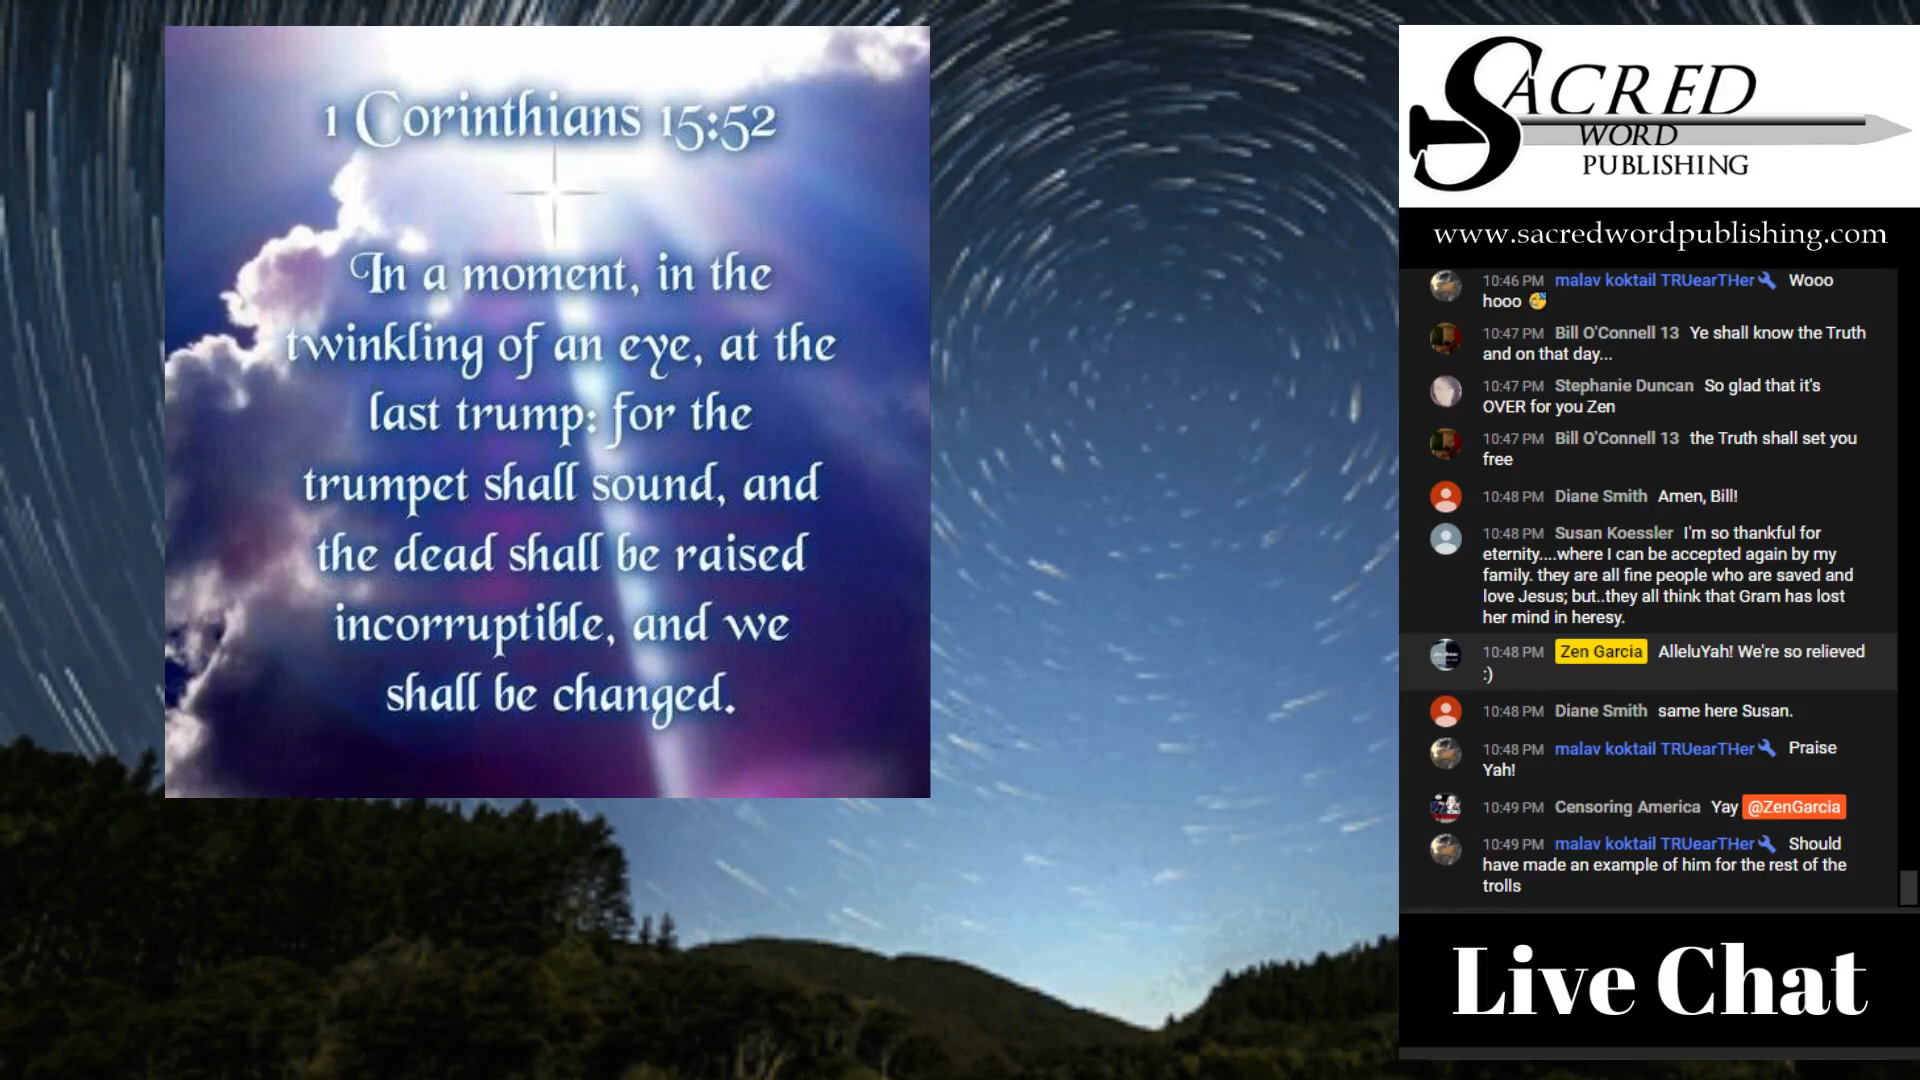 1 Corinthians 15:52
In a moment, in the
twinkling of an eye, at the
last trump: for the
trumpet shall sound, and
the dead shall be raised
incorruptible, and we
shall be changed.
SACRED
WORD
PUBLISHING
www.sacredwordpublishing.com
10:46 PM malav koktail TRUearTHer Wooo
hooo
10:47 PM Bill O'Connell 13 Ye shall know the Truth
and on that day...
10:47 PM Stephanie Duncan So glad that it's
OVER for you Zen
10:47 PM Bill O'Connell 13 the Truth shall set you
free
10:48 PM Diane Smith Amen, Bill!
10:48 PM Susan Koessler I'm so thankful for
eternity....where I can be accepted again by my
family. they are all fine people who are saved and
love Jesus; but..they all think that Gram has lost
her mind in heresy.
10:48 PM Zen Garcia AlleluYah! We're so relieved
:)
10:48 PM Diane Smith same here Susan.
10:48 PM malav koktail TRUearTHer Praise
Yah!
10:49 PM Censoring America Yay @ZenGarcia
10:49 PM malav koktail TRUearTHer Should
have made an example of him for the rest of the
trolls
Live Chat